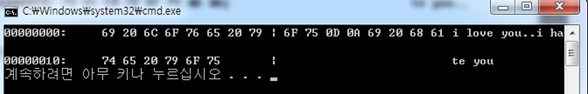 C:\Windows\system32\cmd.exe
00000000: 69 20 6C 6F 76 65 20 79 ¦ 6F 75 0D 0A 69 20 68 61 i love you..i ha
00000010: 74 65 20 79 6F 75 ¦ te you
계속하려면 아무 키나 누르십시오 . . .